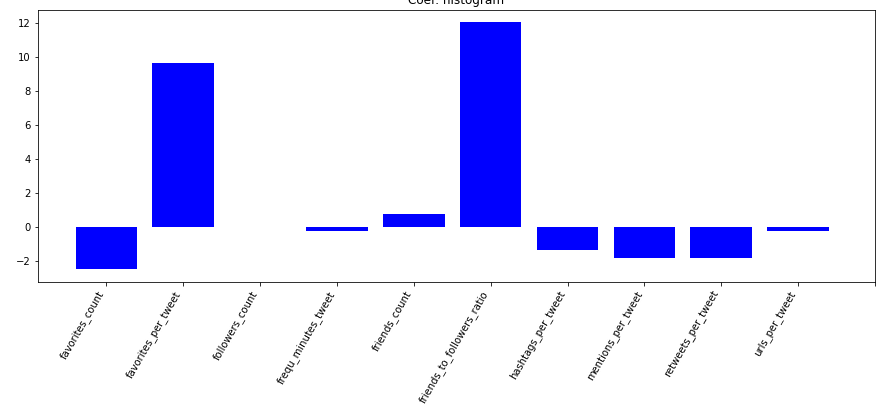 Coef. histogram
12
10
8
6
4
2
0
−2
favorites_count
favorites_per_tweet
followers_count
frequ_minutes_tweet
friends_count
friends_to_followers_ratio
hashtags_per_tweet
mentions_per_tweet
retweets_per_tweet
urls_per_tweet